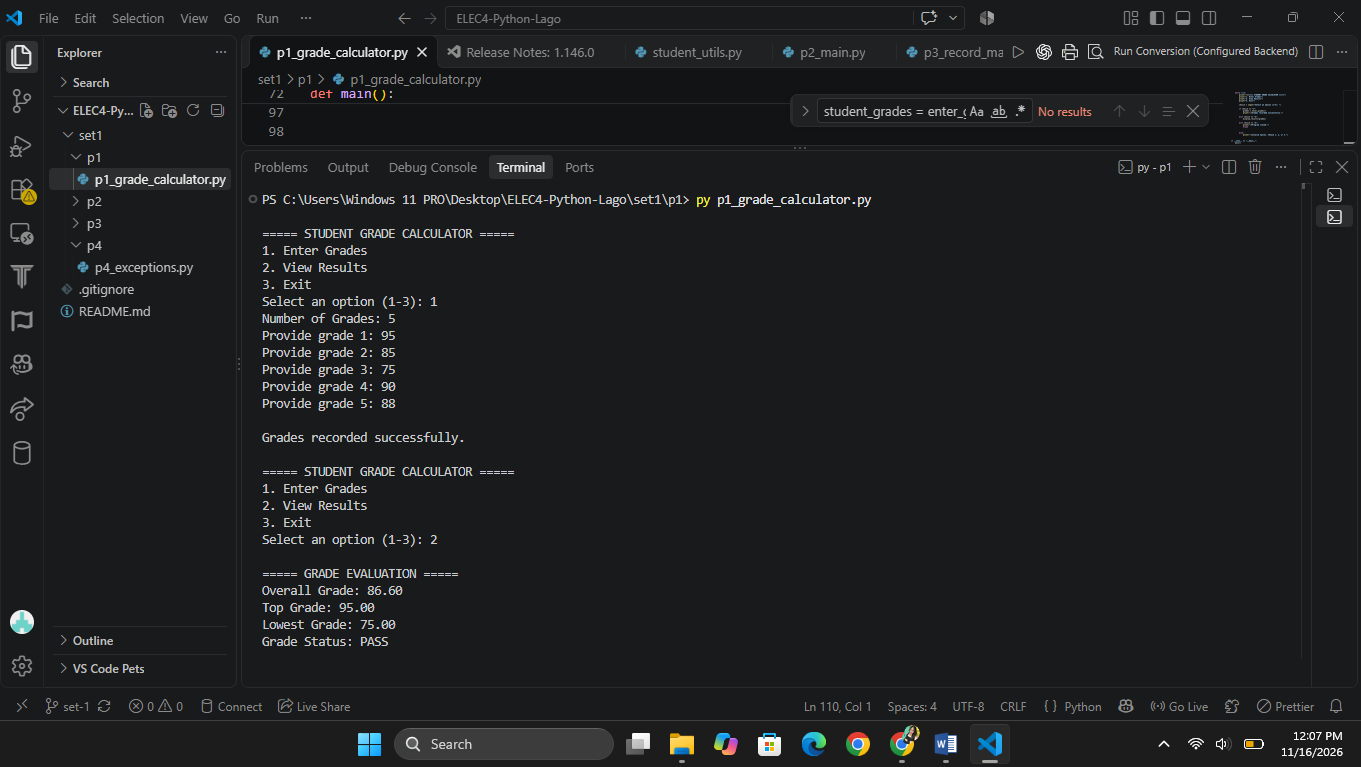 File Edit Selection View Go Run ···
ELEC4-Python-Lago
Explorer ···
Search
ELEC4-Py...
set1
p1
p1_grade_calculator.py
p2
p3
p4
p4_exceptions.py
.gitignore
README.md
Outline
VS Code Pets
p1_grade_calculator.py Release Notes: 1.146.0 student_utils.py p2_main.py p3_record_ma Run Conversion (Configured Backend) ···
set1 > p1 > p1_grade_calculator.py
72 def main():
97
98
student_grades = enter_g Aa ab .* No results
Problems Output Debug Console Terminal Ports py - p1
PS C:\Users\Windows 11 PRO\Desktop\ELEC4-Python-Lago\set1\p1> py p1_grade_calculator.py
===== STUDENT GRADE CALCULATOR =====
1. Enter Grades
2. View Results
3. Exit
Select an option (1-3): 1
Number of Grades: 5
Provide grade 1: 95
Provide grade 2: 85
Provide grade 3: 75
Provide grade 4: 90
Provide grade 5: 88
Grades recorded successfully.
===== STUDENT GRADE CALCULATOR =====
1. Enter Grades
2. View Results
3. Exit
Select an option (1-3): 2
===== GRADE EVALUATION =====
Overall Grade: 86.60
Top Grade: 95.00
Lowest Grade: 75.00
Grade Status: PASS
set-1 0 0 Connect Live Share Ln 110, Col 1 Spaces: 4 UTF-8 CRLF { } Python Go Live Prettier
Search
12:07 PM
11/16/2026